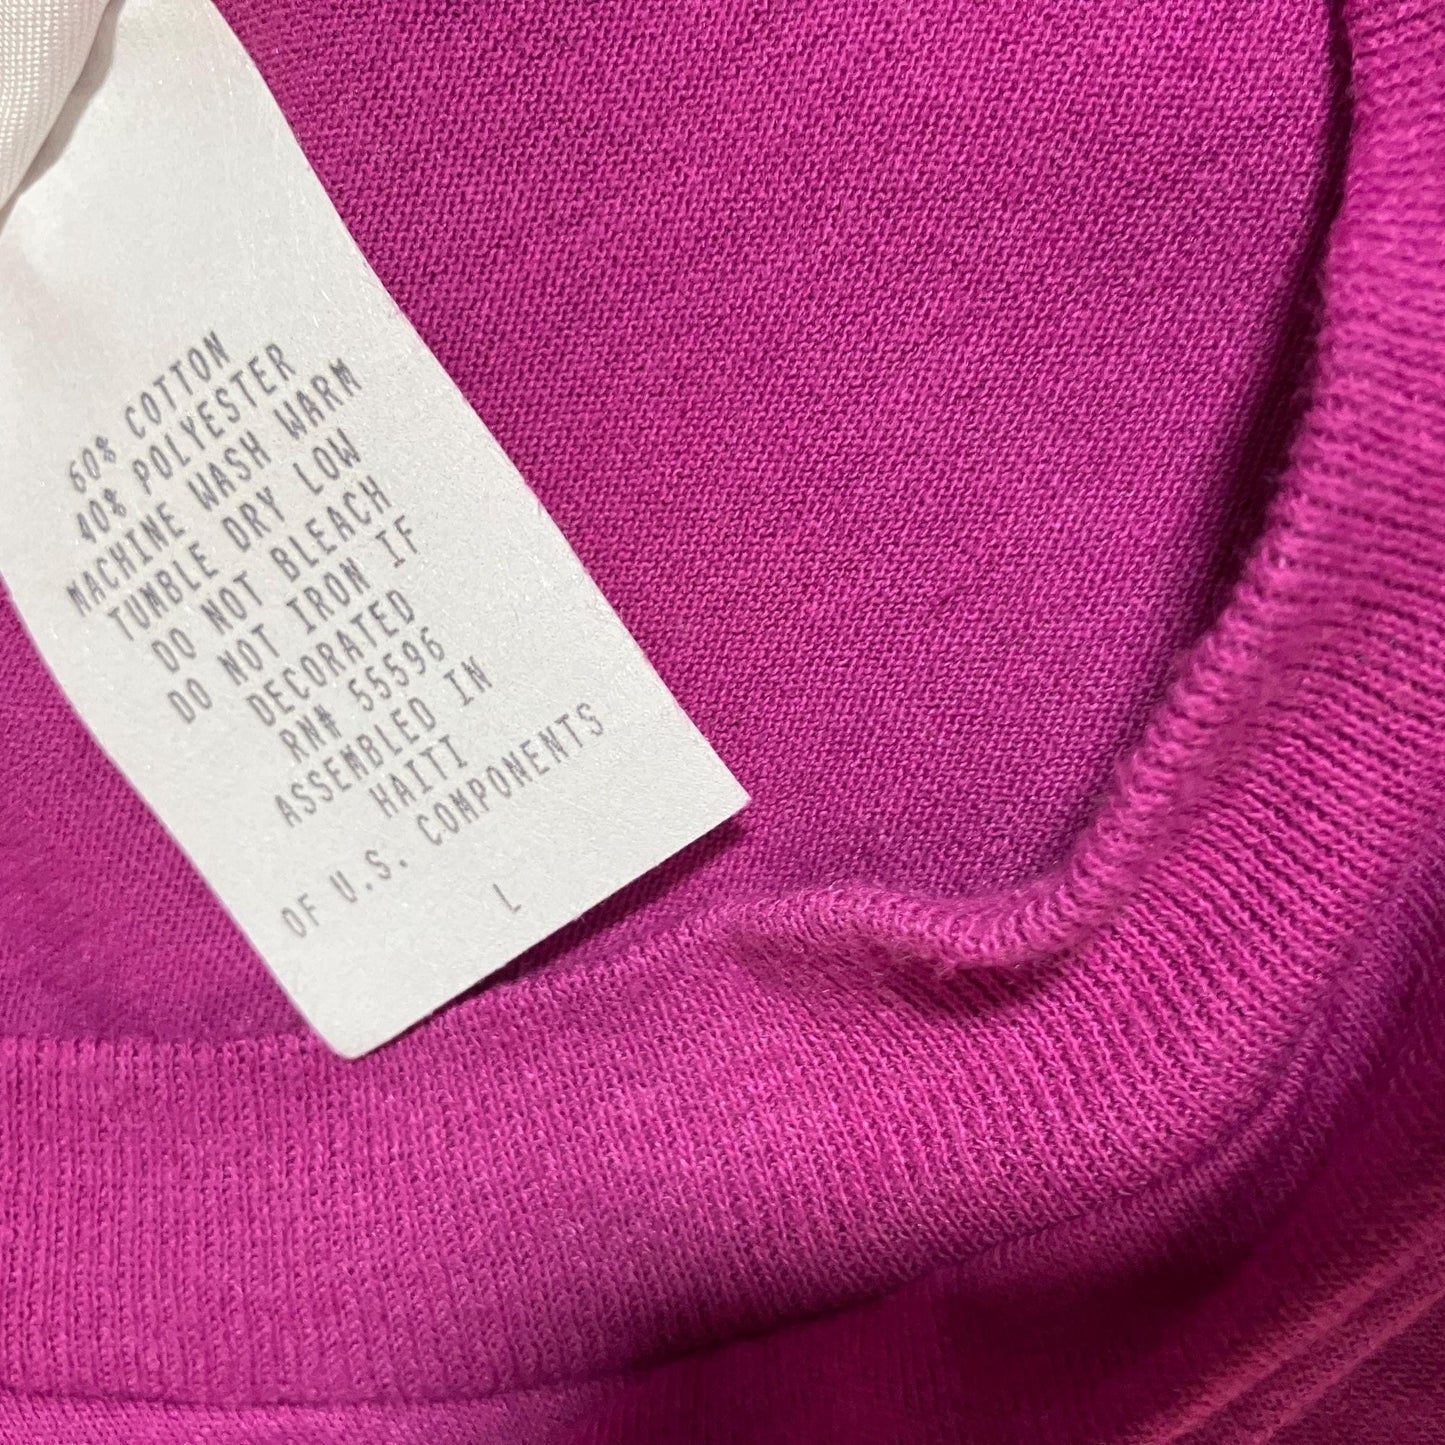 60% COTTON
40% POLYESTER
MACHINE WASH WARM
TUMBLE DRY LOW
DO NOT BLEACH
DO NOT IRON IF
DECORATED
RN# 55596
ASSEMBLED IN
HAITI
OF U.S. COMPONENTS
L